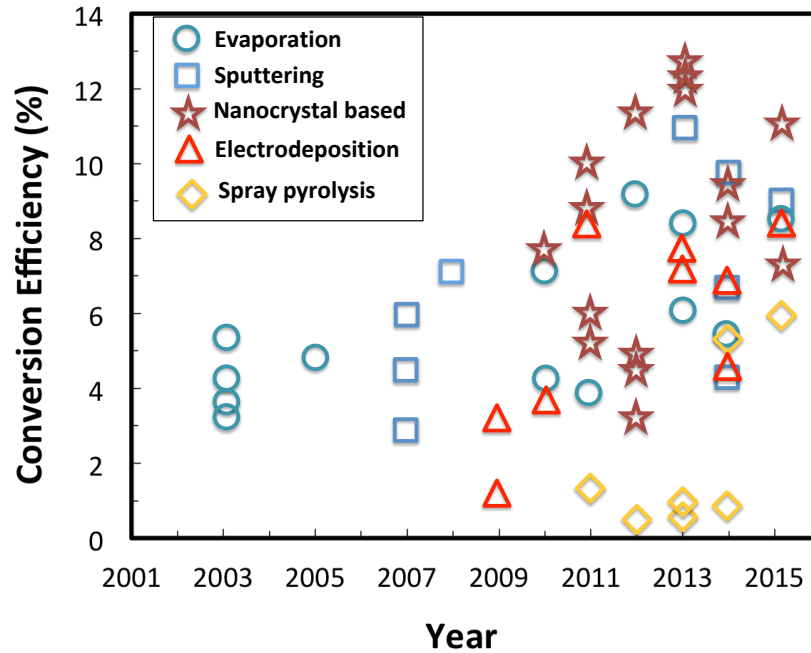 Conversion Efficiency (%)
14
12
10
8
6
4
2
0
Evaporation
Sputtering
Nanocrystal based
Electrodeposition
Spray pyrolysis
2001 2003 2005 2007 2009 2011 2013 2015
Year